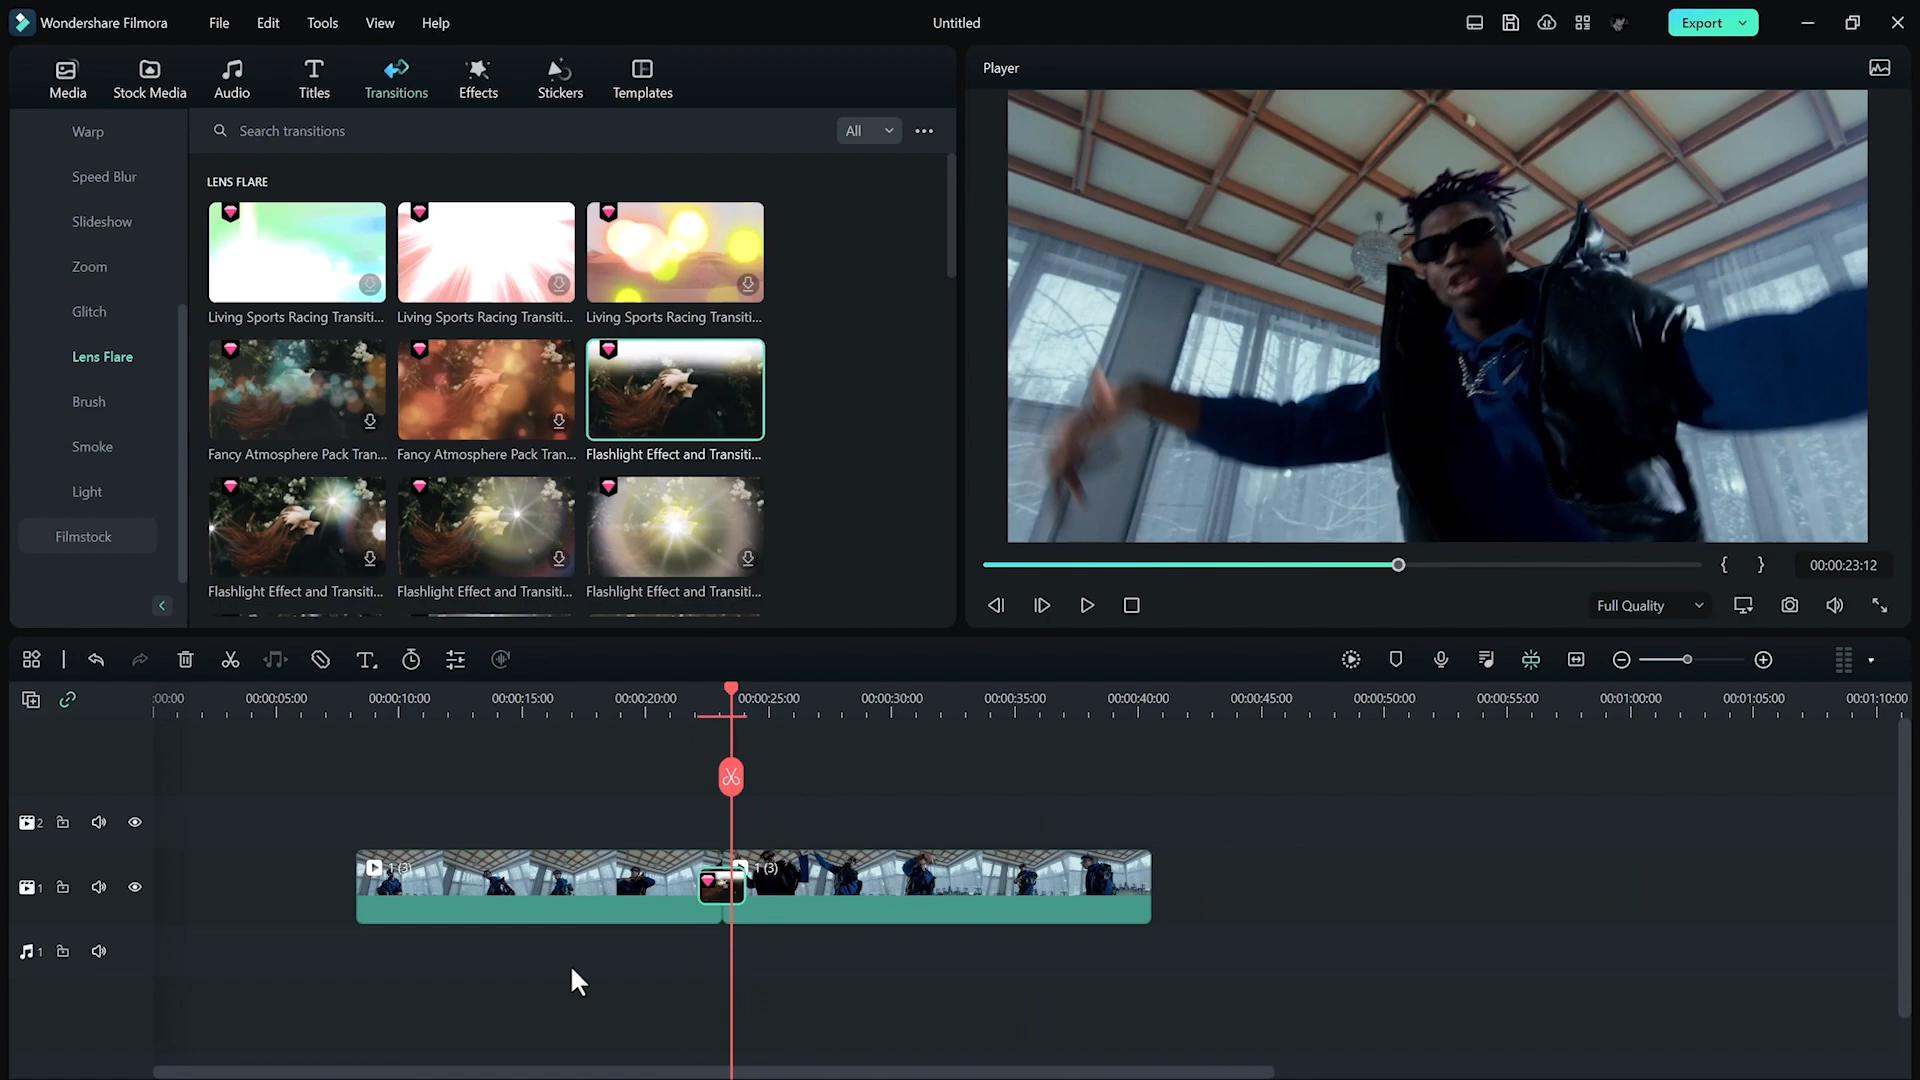 Wondershare Filmora File Edit Tools View Help Untitled Export
Media Stock Media Audio Titles Transitions Effects Stickers Templates
Player
Warp
Speed Blur
Slideshow
Zoom
Glitch
Lens Flare
Brush
Smoke
Light
Filmstock
Search transitions All
LENS FLARE
Living Sports Racing Transiti... Living Sports Racing Transiti... Living Sports Racing Transiti...
Fancy Atmosphere Pack Tran... Fancy Atmosphere Pack Tran... Flashlight Effect and Transiti...
Flashlight Effect and Transiti... Flashlight Effect and Transiti... Flashlight Effect and Transiti...
{ } 00:00:23:12
Full Quality
:00:00 00:00:05:00 00:00:10:00 00:00:15:00 00:00:20:00 00:00:25:00 00:00:30:00 00:00:35:00 00:00:40:00 00:00:45:00 00:00:50:00 00:00:55:00 00:01:00:00 00:01:05:00 00:01:10:00
2
1 (3) 1 (3)
1
1